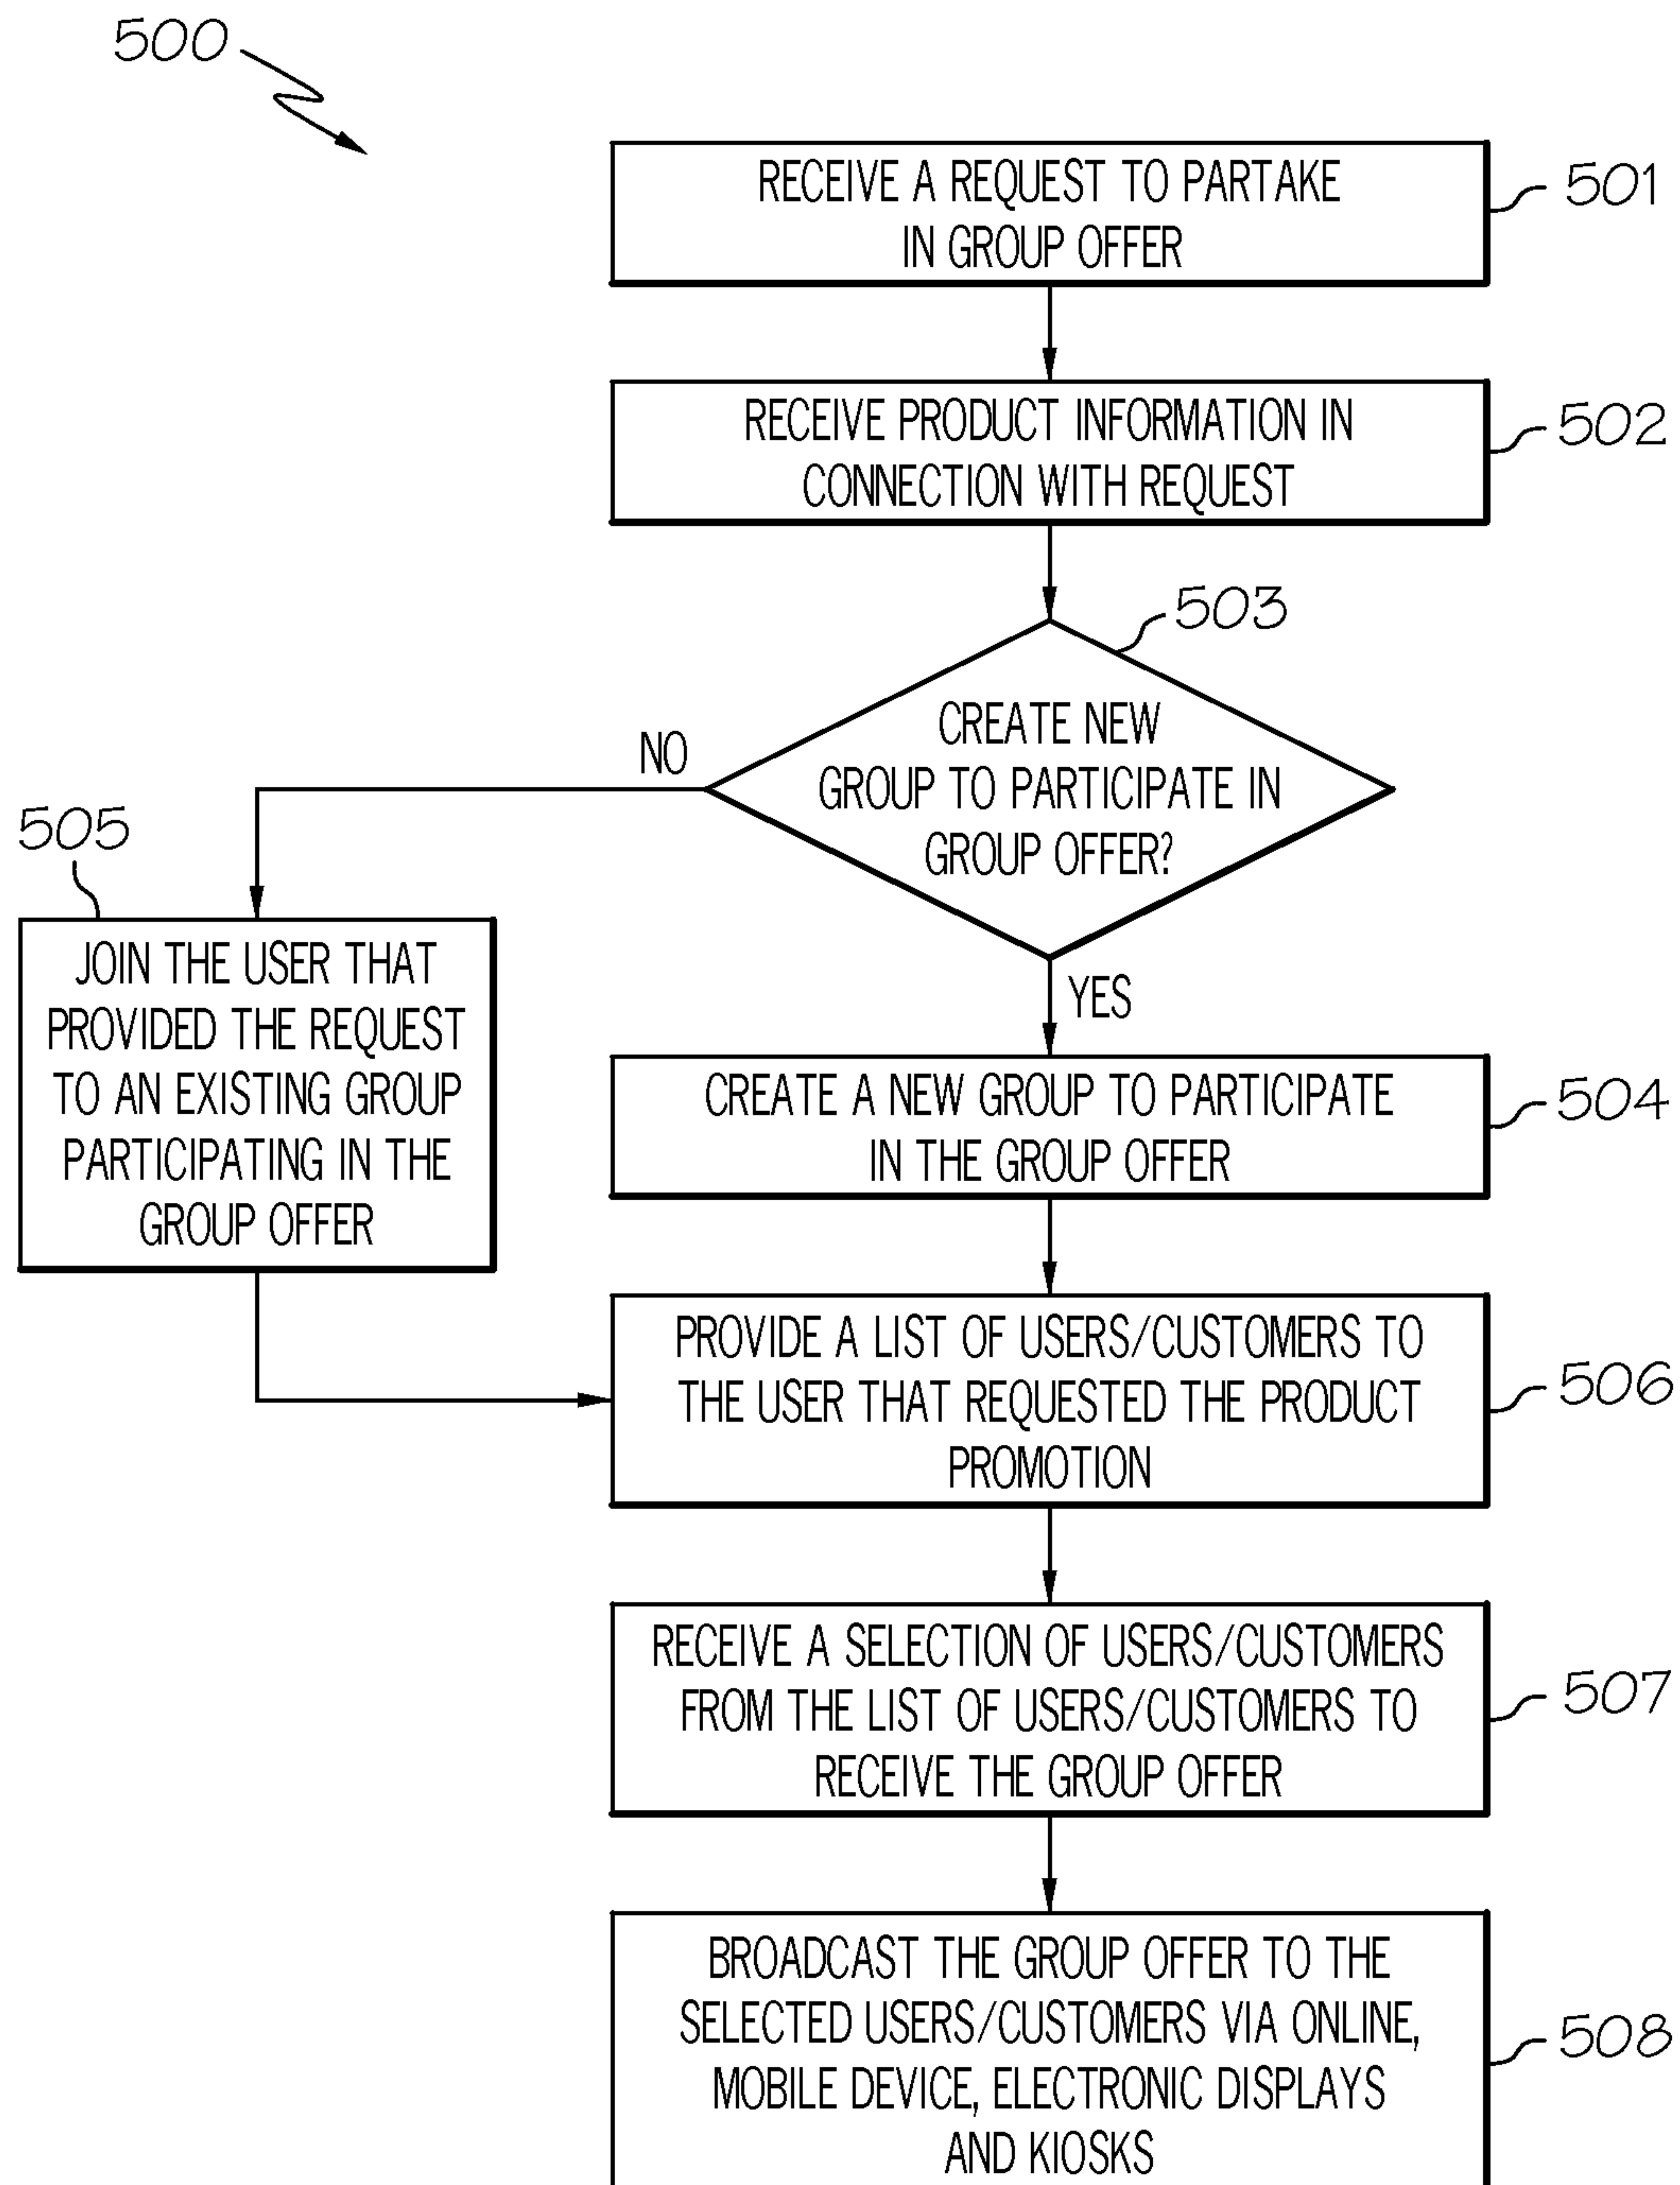 500
RECEIVE A REQUEST TO PARTAKE
IN GROUP OFFER
501
RECEIVE PRODUCT INFORMATION IN
CONNECTION WITH REQUEST
502
503
CREATE NEW
GROUP TO PARTICIPATE IN
GROUP OFFER?
NO
YES
505
JOIN THE USER THAT
PROVIDED THE REQUEST
TO AN EXISTING GROUP
PARTICIPATING IN THE
GROUP OFFER
CREATE A NEW GROUP TO PARTICIPATE
IN THE GROUP OFFER
504
PROVIDE A LIST OF USERS/CUSTOMERS TO
THE USER THAT REQUESTED THE PRODUCT
PROMOTION
506
RECEIVE A SELECTION OF USERS/CUSTOMERS
FROM THE LIST OF USERS/CUSTOMERS TO
RECEIVE THE GROUP OFFER
507
BROADCAST THE GROUP OFFER TO THE
SELECTED USERS/CUSTOMERS VIA ONLINE,
MOBILE DEVICE, ELECTRONIC DISPLAYS
AND KIOSKS
508